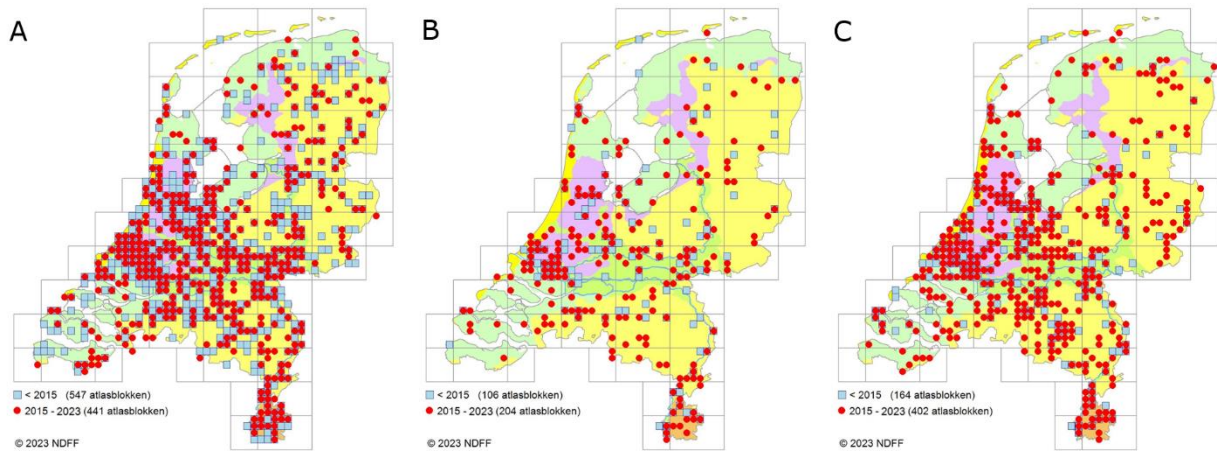 A
< 2015 (547 atlasblokken)
2015 - 2023 (441 atlasblokken)
© 2023 NDFF
B
< 2015 (106 atlasblokken)
2015 - 2023 (204 atlasblokken)
© 2023 NDFF
C
< 2015 (164 atlasblokken)
2015 - 2023 (402 atlasblokken)
© 2023 NDFF